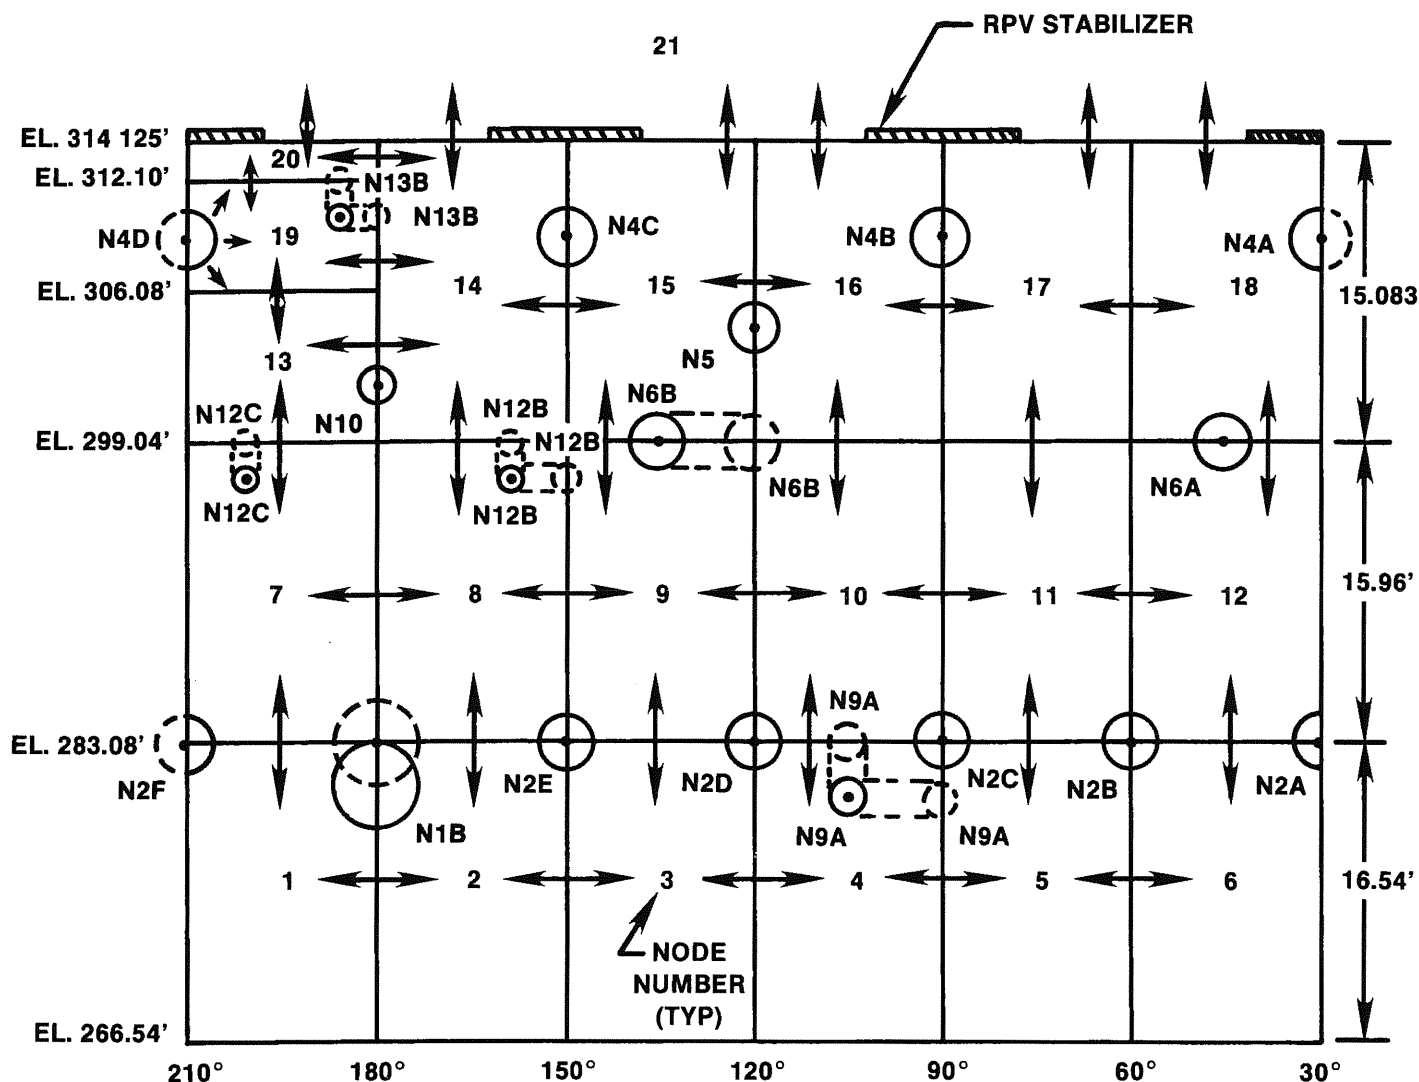 21
RPV STABILIZER
EL. 314 125'
20
EL. 312.10'
N13B
N13B
N4D
19
N4C
N4B
N4A
EL. 306.08'
14
15
16
17
18
15.083
13
N5
N6B
N12C
N10
N12B
N12B
EL. 299.04'
N6B
N6A
N12C
N12B
7
8
9
10
11
12
15.96'
N9A
EL. 283.08'
N2F
N2E
N2D
N2C
N2B
N2A
N1B
N9A
N9A
1
2
3
4
5
6
16.54'
NODE
NUMBER
(TYP)
EL. 266.54'
210°
180°
150°
120°
90°
60°
30°